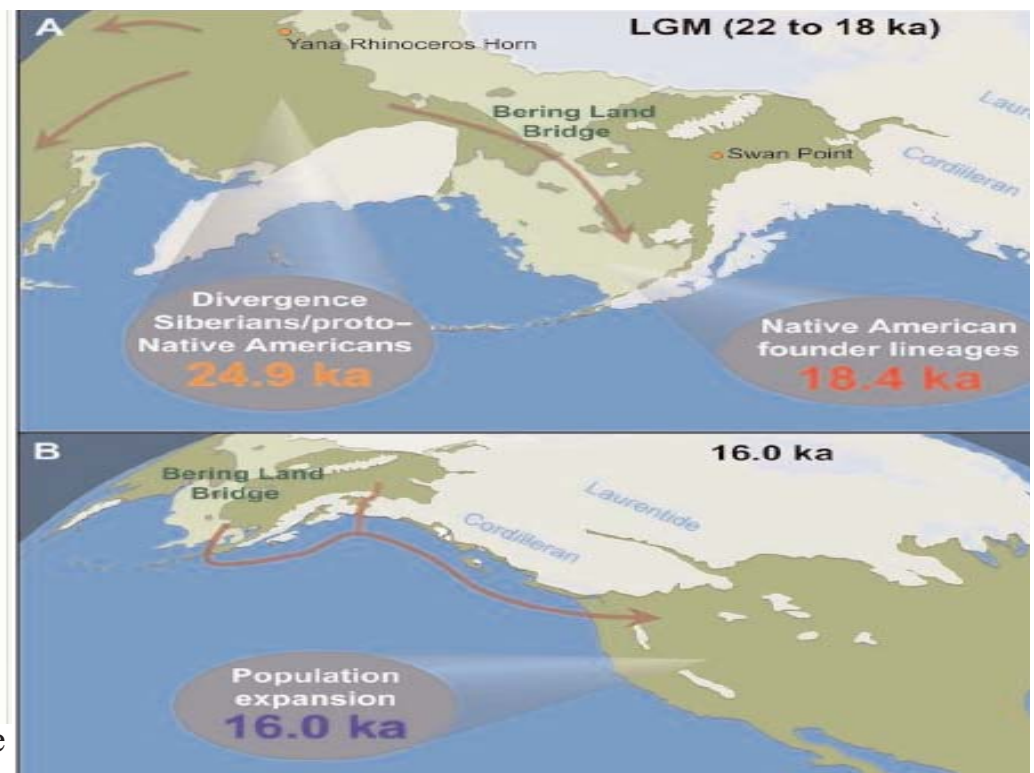 A
LGM (22 to 18 ka)
Yana Rhinoceros Horn
Bering Land
Bridge
Swan Point
Cordilleran
Divergence
Siberians/proto–
Native Americans
24.9 ka
Native American
founder lineages
18.4 ka
B
16.0 ka
Bering Land
Bridge
Laurentide
Cordilleran
Population
expansion
16.0 ka